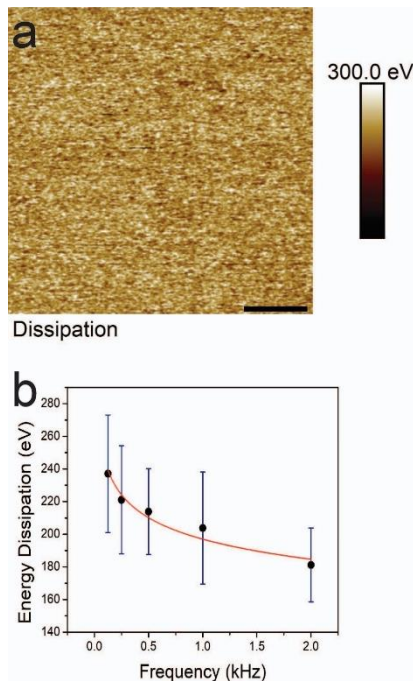 a
300.0 eV
Dissipation
b
Energy Dissipation (eV)
280
260
240
220
200
180
160
140
0.0 0.5 1.0 1.5 2.0
Frequency (kHz)